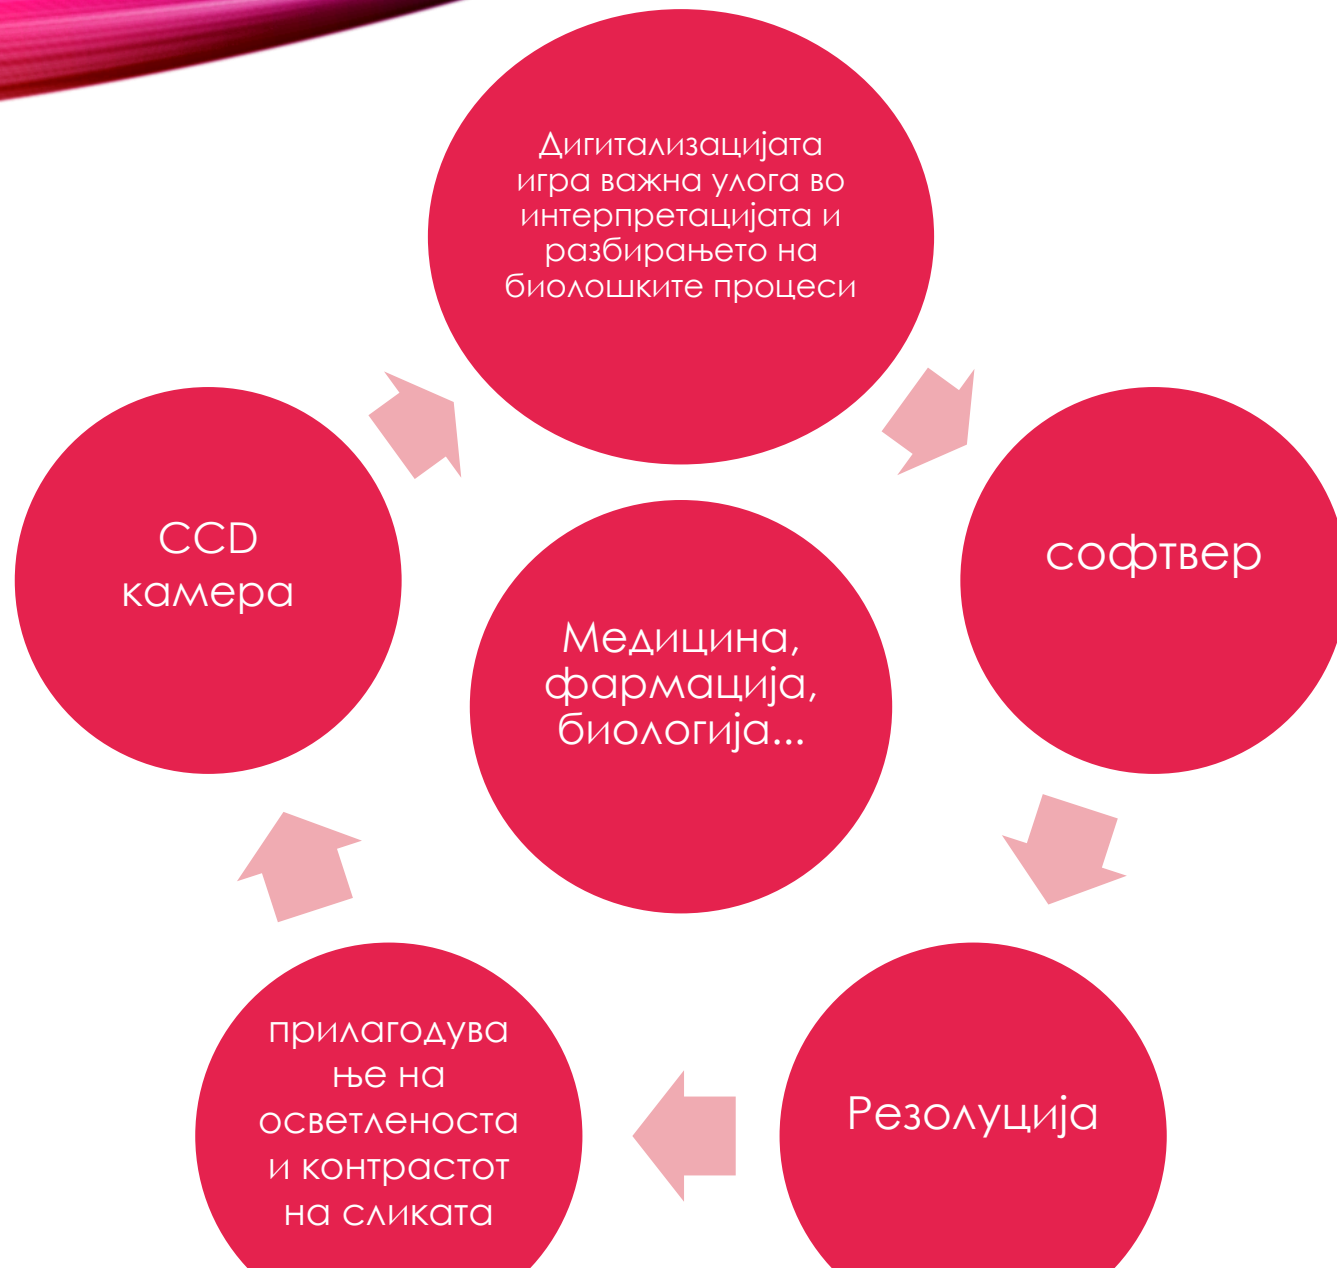 Дигитализацијата
игра важна улога во
интерпретацијата и
разбирањето на
биолошките процеси
софтвер
Резолуција
прилагодува
ње на
осветленоста
и контрастот
на сликата
CCD
камера
Медицина,
фармација,
биологија...